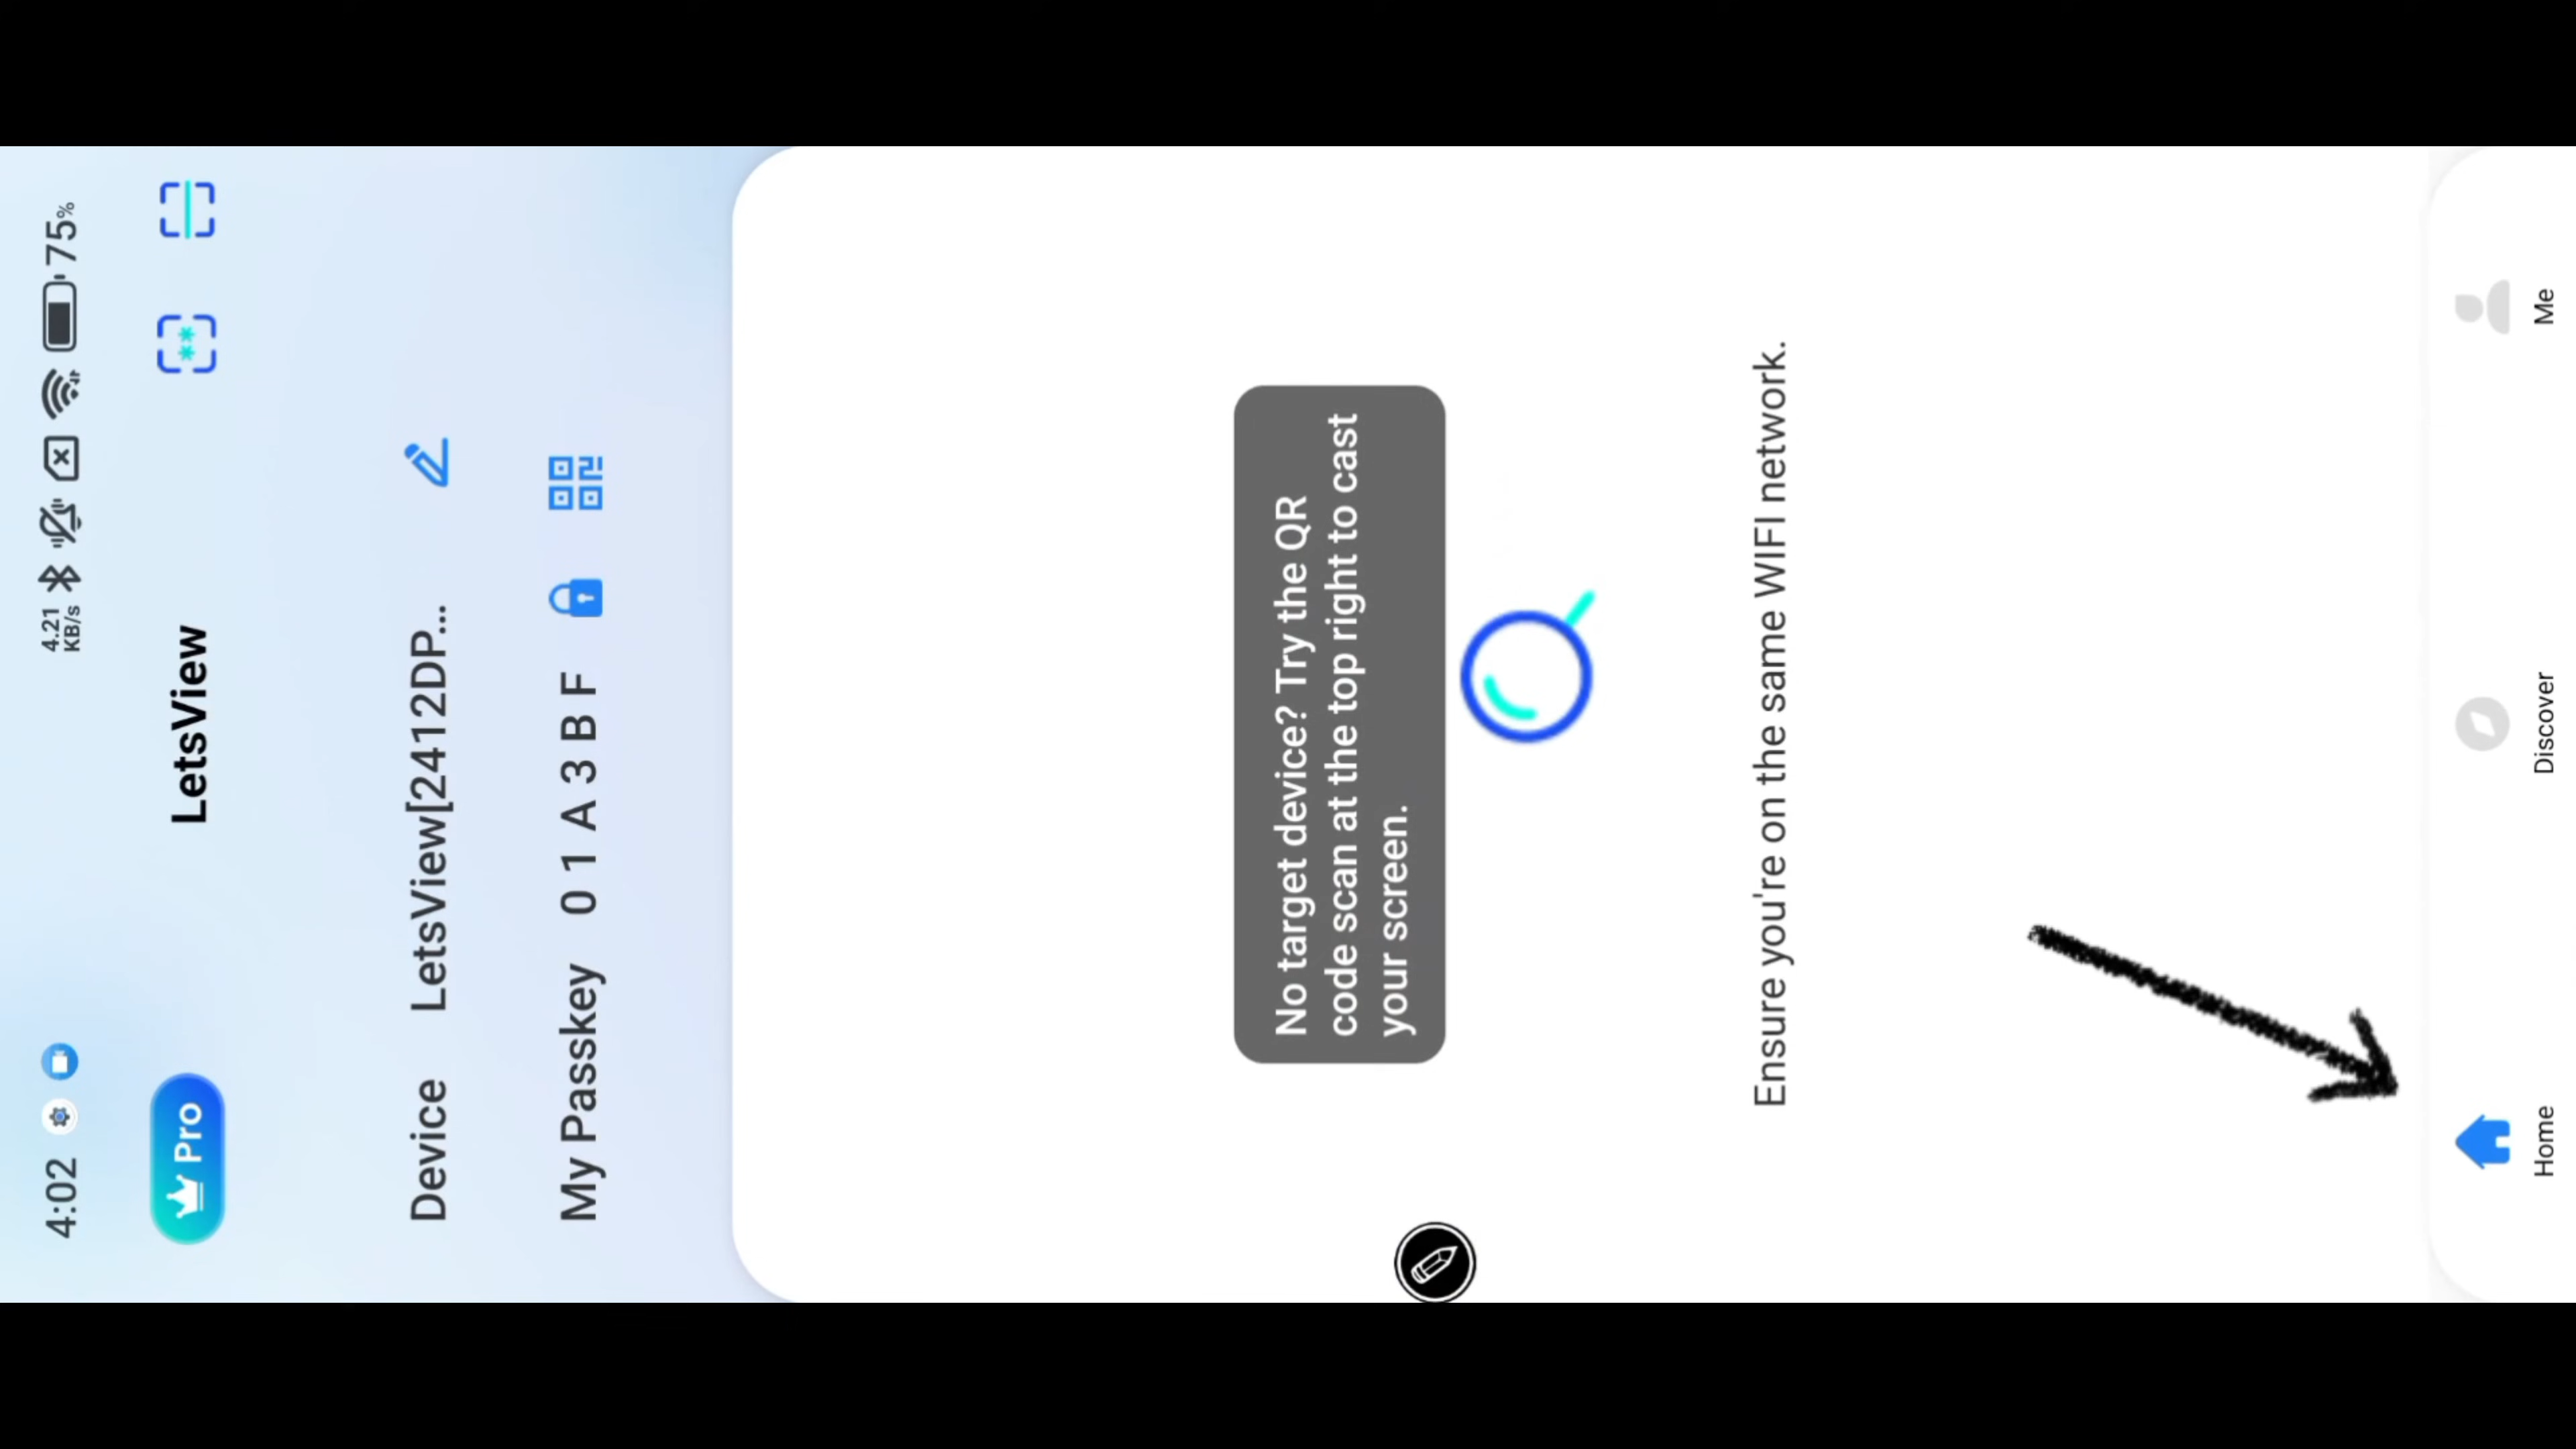 4:02
4.21
KB/s
75%
Pro
LetsView
Device LetsView[2412DP...
My Passkey 0 1 A 3 B F
No target device? Try the QR
code scan at the top right to cast
your screen.
Ensure you're on the same WIFI network.
Home
Discover
Me